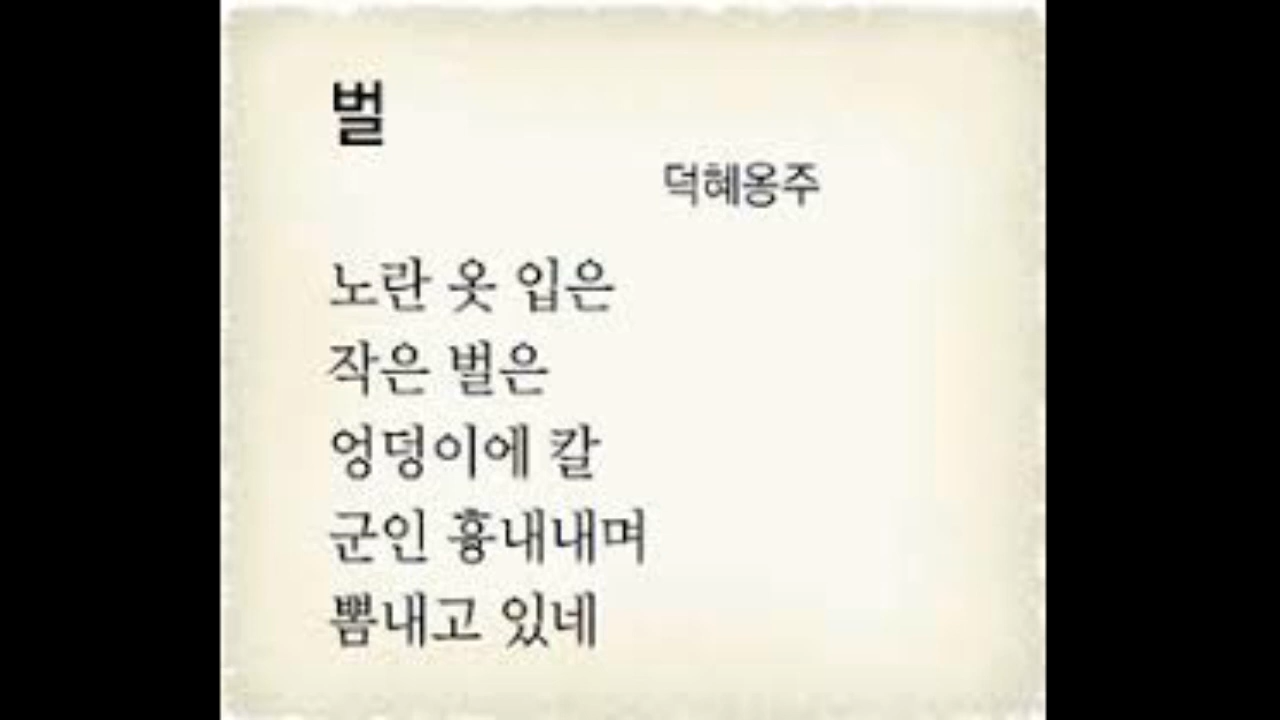 벌
덕혜옹주
노란 옷 입은
작은 벌은
엉덩이에 칼
군인 흉내내며
뽐내고 있네